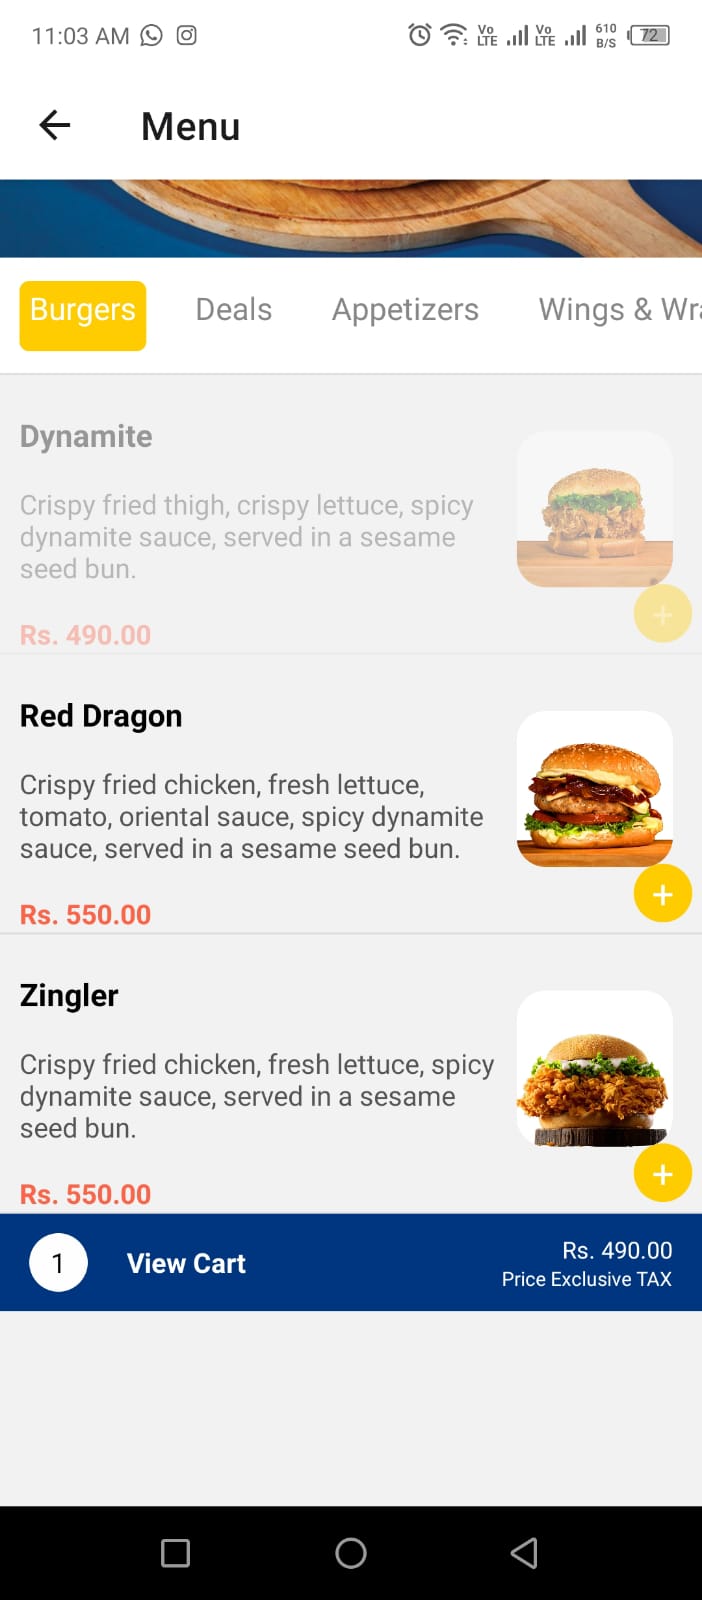 11:03 AM
Vo LTE Vo LTE 610 B/S 72
Menu
Burgers Deals Appetizers Wings & Wra
Dynamite
Crispy fried thigh, crispy lettuce, spicy
dynamite sauce, served in a sesame
seed bun.
Rs. 490.00
+
Red Dragon
Crispy fried chicken, fresh lettuce,
tomato, oriental sauce, spicy dynamite
sauce, served in a sesame seed bun.
Rs. 550.00
+
Zingler
Crispy fried chicken, fresh lettuce, spicy
dynamite sauce, served in a sesame
seed bun.
Rs. 550.00
+
1 View Cart Rs. 490.00
Price Exclusive TAX